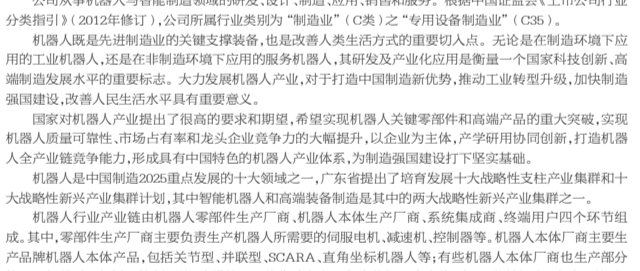 公司从事机器人与智能制造领域的研发、设计、制造、应用、销售和服务。根据中国证监会《上市公司行业
分类指引》（2012年修订），公司所属行业类别为“制造业”（C类）之“专用设备制造业”（C35）。
机器人既是先进制造业的关键支撑装备，也是改善人类生活方式的重要切入点。无论是在制造环境下应
用的工业机器人，还是在非制造环境下应用的服务机器人，其研发及产业化应用是衡量一个国家科技创新、高
端制造发展水平的重要标志。大力发展机器人产业，对于打造中国制造新优势，推动工业转型升级，加快制造
强国建设，改善人民生活水平具有重要意义。
国家对机器人产业提出了很高的要求和期望，希望实现机器人关键零部件和高端产品的重大突破，实现
机器人质量可靠性、市场占有率和龙头企业竞争力的大幅提升，以企业为主体，产学研用协同创新，打造机器
人全产业链竞争能力，形成具有中国特色的机器人产业体系，为制造强国建设打下坚实基础。
机器人是中国制造2025重点发展的十大领域之一，广东省提出了培育发展十大战略性支柱产业集群和十
大战略性新兴产业集群计划，其中智能机器人和高端装备制造是其中的两大战略性新兴产业集群之一。
机器人行业产业链由机器人零部件生产厂商、机器人本体生产厂商、系统集成商、终端用户四个环节组
成。其中，零部件生产厂商主要负责生产机器人所需要的伺服电机、减速机、控制器等。机器人本体厂商主要生
产品牌机器人本体产品，包括关节型、并联型、SCARA、直角坐标机器人等；有些机器人本体厂商也生产部分